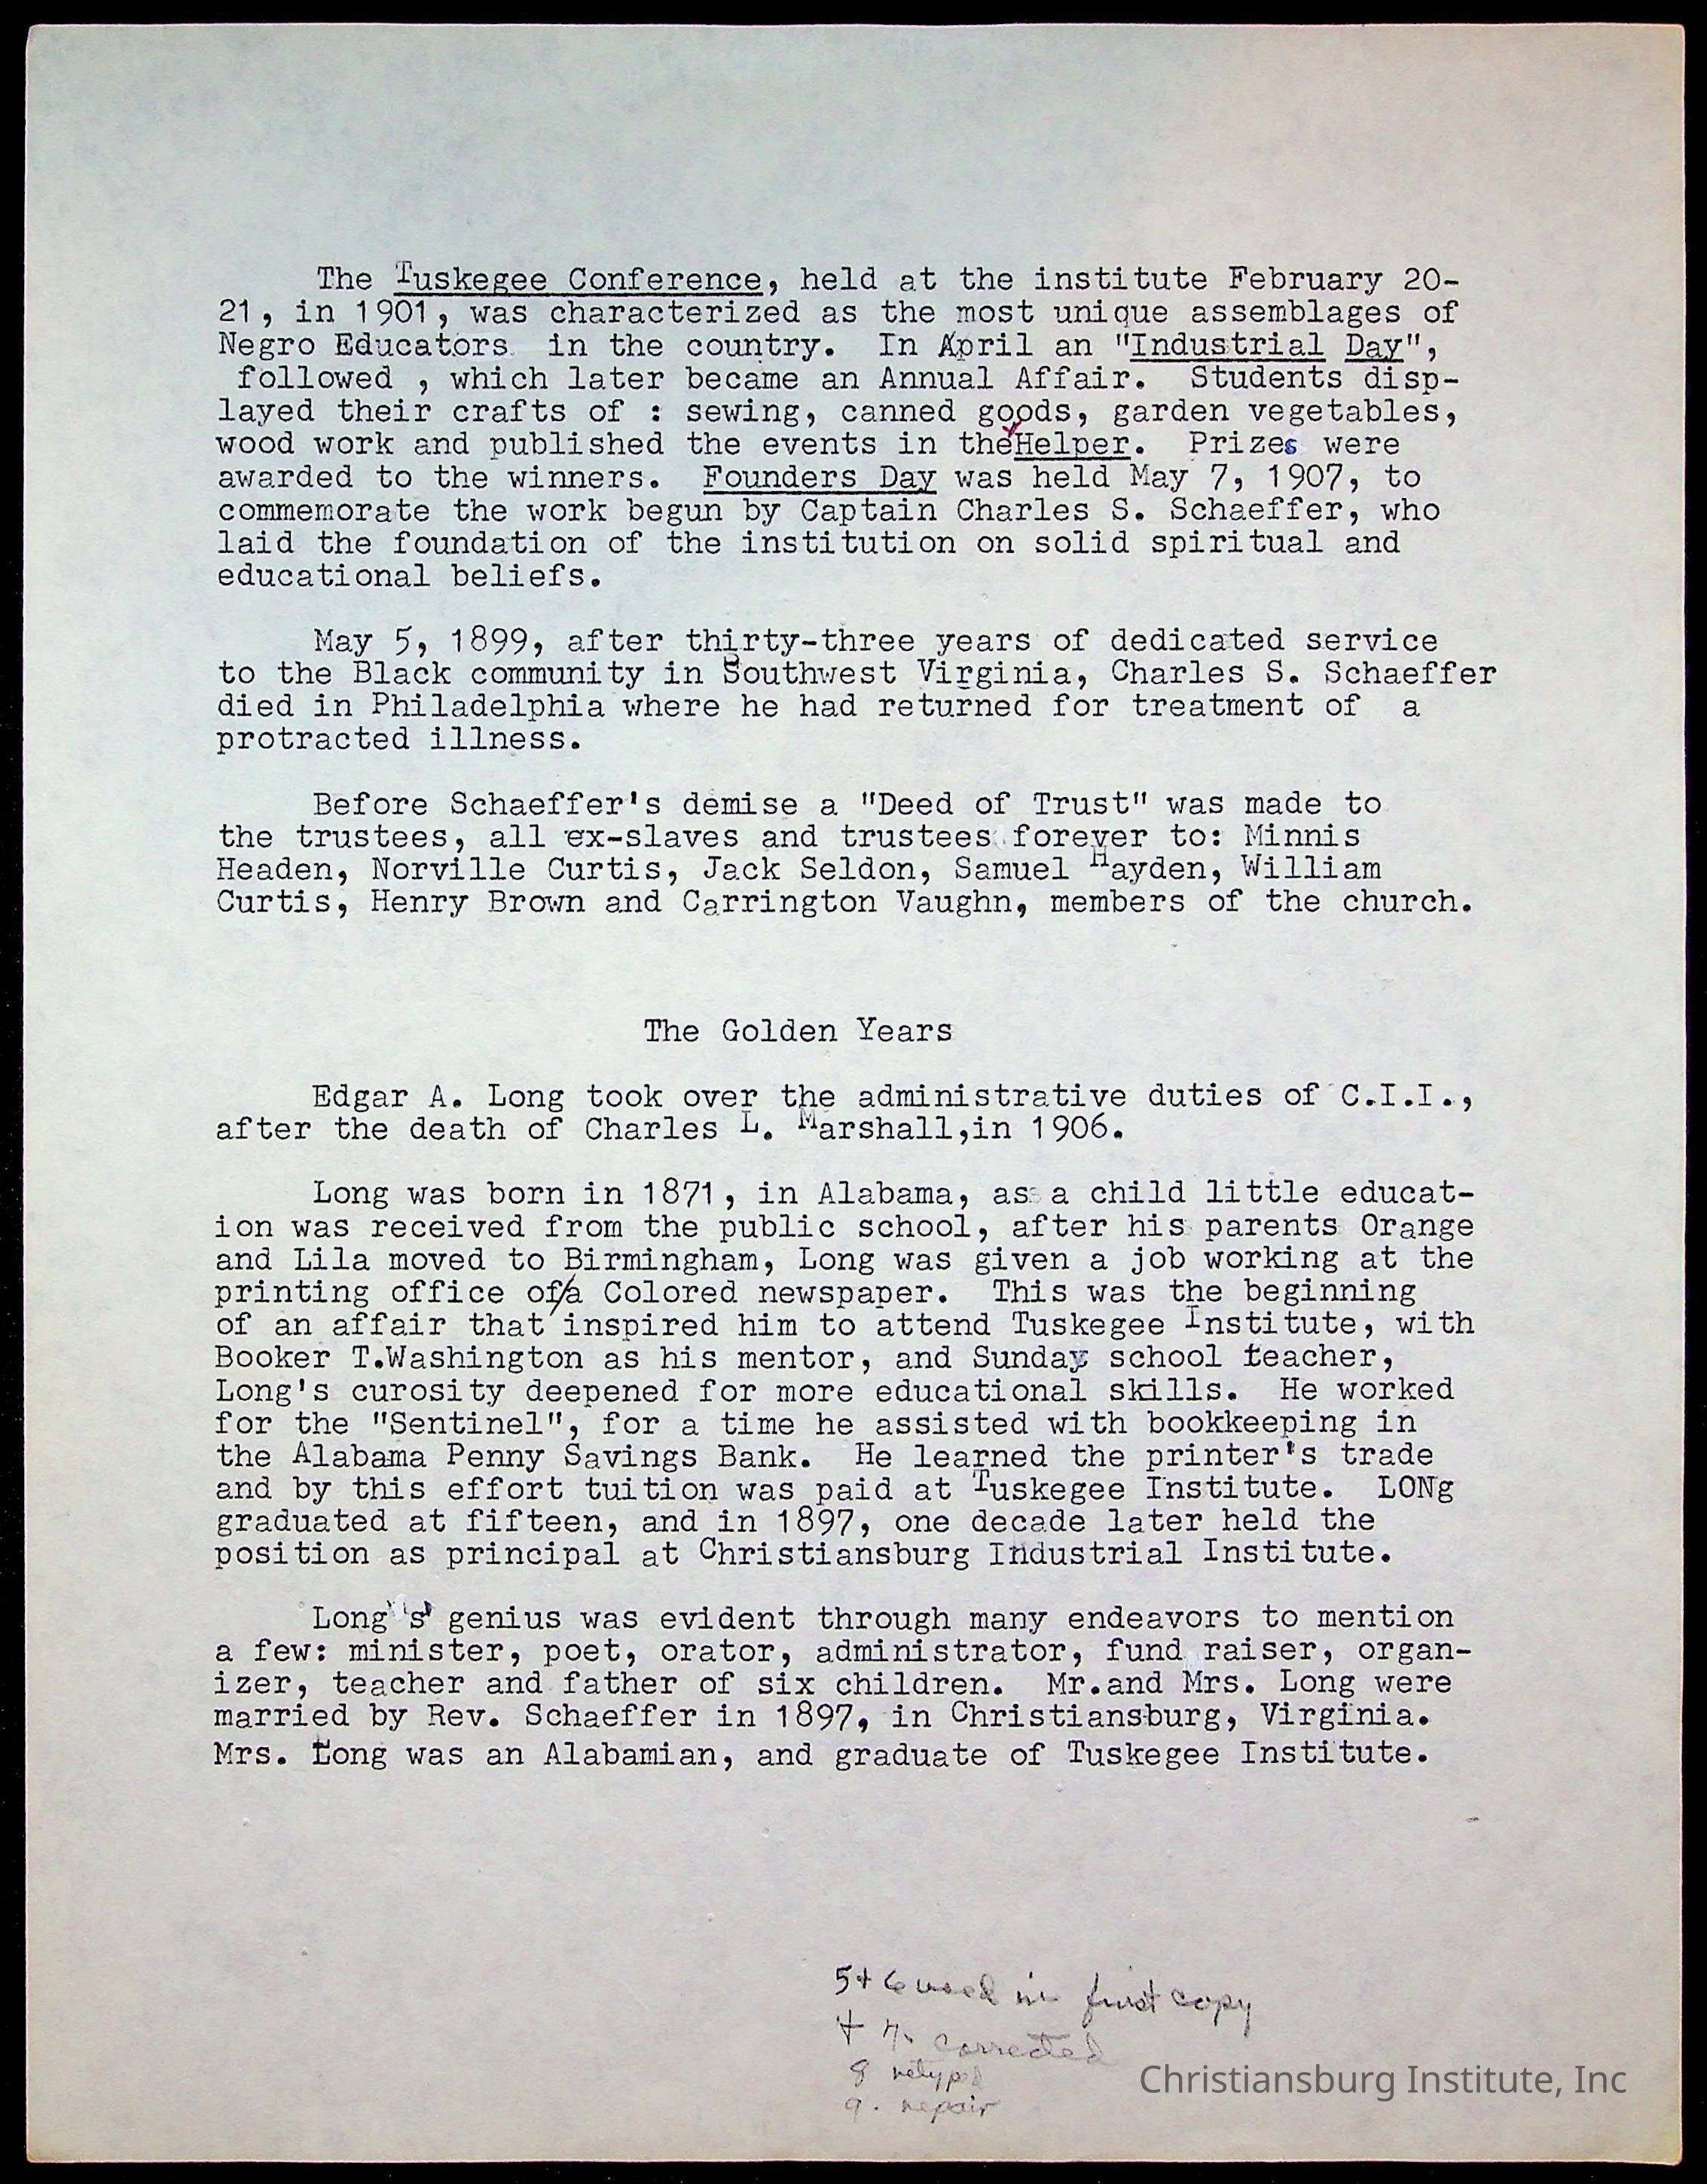 The Tuskegee Conference, held at the institute February 20-
21, in 1901, was characterized as the most unique assemblages of
Negro Educators in the country. In April an "Industrial Day",
followed , which later became an Annual Affair. Students disp-
layed their crafts of : sewing, canned goods, garden vegetables,
wood work and published the events in the Helper. Prizes were
awarded to the winners. Founders Day was held May 7, 1907, to
commemorate the work begun by Captain Charles S. Schaeffer, who
laid the foundation of the institution on solid spiritual and
educational beliefs.
May 5, 1899, after thirty-three years of dedicated service
to the Black community in Southwest Virginia, Charles S. Schaeffer
died in Philadelphia where he had returned for treatment of a
protracted illness.
Before Schaeffer's demise a "Deed of Trust" was made to
the trustees, all ex-slaves and trustees forever to: Minnis
Headen, Norville Curtis, Jack Seldon, Samuel Hayden, William
Curtis, Henry Brown and Carrington Vaughn, members of the church.
The Golden Years
Edgar A. Long took over the administrative duties of C.I.I.,
after the death of Charles L. Marshall,in 1906.
Long was born in 1871, in Alabama, as a child little educat-
ion was received from the public school, after his parents Orange
and Lila moved to Birmingham, Long was given a job working at the
printing office of/a Colored newspaper. This was the beginning
of an affair that inspired him to attend Tuskegee Institute, with
Booker T.Washington as his mentor, and Sunday school teacher,
Long's curosity deepened for more educational skills. He worked
for the "Sentinel", for a time he assisted with bookkeeping in
the Alabama Penny Savings Bank. He learned the printer's trade
and by this effort tuition was paid at Tuskegee Institute. LONg
graduated at fifteen, and in 1897, one decade later held the
position as principal at Christiansburg Industrial Institute.
Long's genius was evident through many endeavors to mention
a few: minister, poet, orator, administrator, fund raiser, organ-
izer, teacher and father of six children. Mr.and Mrs. Long were
married by Rev. Schaeffer in 1897, in Christiansburg, Virginia.
Mrs. Long was an Alabamian, and graduate of Tuskegee Institute.
5+6 used in first copy
+ 7. corrected
8 retyped
9. repair
Christiansburg Institute, Inc